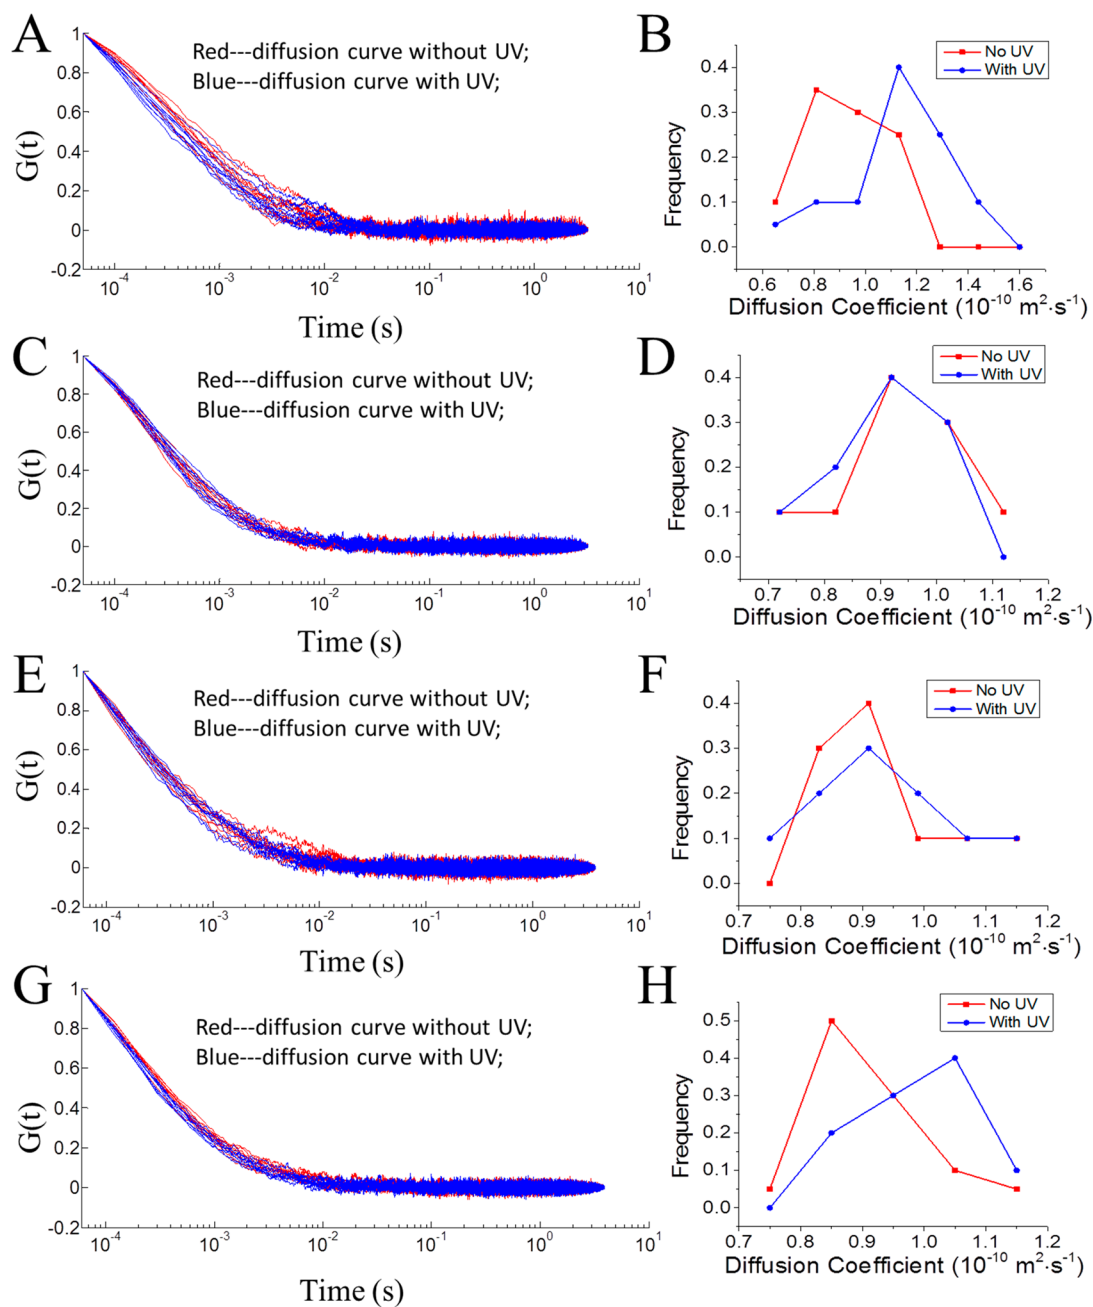 A
1
0.8
0.6
0.4
0.2
0
-0.2
G(t)
Red---diffusion curve without UV;
Blue---diffusion curve with UV;
10⁻⁴ 10⁻³ 10⁻² 10⁻¹ 10⁰ 10¹
Time (s)
B
No UV
With UV
0.4
0.3
0.2
0.1
0.0
Frequency
0.6 0.8 1.0 1.2 1.4 1.6
Diffusion Coefficient (10⁻¹⁰ m²·s⁻¹)
C
1
0.8
0.6
0.4
0.2
0
-0.2
G(t)
Red---diffusion curve without UV;
Blue---diffusion curve with UV;
10⁻⁴ 10⁻³ 10⁻² 10⁻¹ 10⁰ 10¹
Time (s)
D
No UV
With UV
0.4
0.3
0.2
0.1
0.0
Frequency
0.7 0.8 0.9 1.0 1.1 1.2
Diffusion Coefficient (10⁻¹⁰ m²·s⁻¹)
E
1
0.8
0.6
0.4
0.2
0
-0.2
G(t)
Red---diffusion curve without UV;
Blue---diffusion curve with UV;
10⁻⁴ 10⁻³ 10⁻² 10⁻¹ 10⁰ 10¹
Time (s)
F
No UV
With UV
0.4
0.3
0.2
0.1
0.0
Frequency
0.7 0.8 0.9 1.0 1.1 1.2
Diffusion Coefficient (10⁻¹⁰ m²·s⁻¹)
G
1
0.8
0.6
0.4
0.2
0
-0.2
G(t)
Red---diffusion curve without UV;
Blue---diffusion curve with UV;
10⁻⁴ 10⁻³ 10⁻² 10⁻¹ 10⁰ 10¹
Time (s)
H
No UV
With UV
0.5
0.4
0.3
0.2
0.1
0.0
Frequency
0.7 0.8 0.9 1.0 1.1 1.2
Diffusion Coefficient (10⁻¹⁰ m²·s⁻¹)